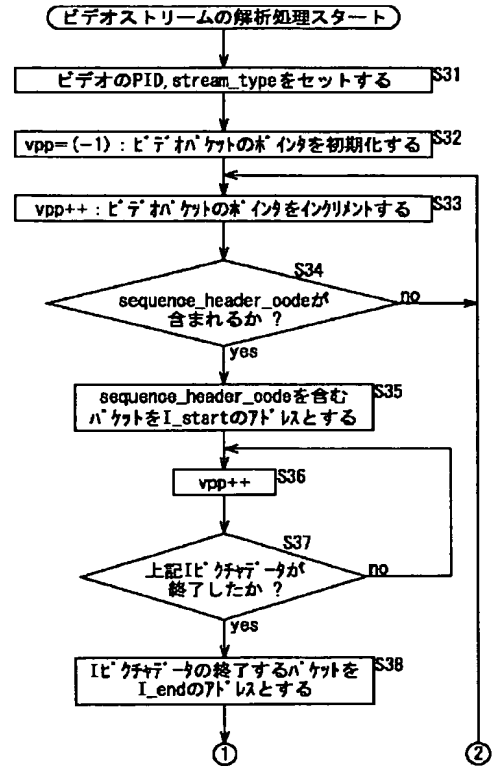 ビデオストリームの解析処理スタート
ビデオのPID,stream_typeをセットする
S31
vpp=(-1):ビデオパケットのポインタを初期化する
S32
vpp++:ビデオパケットのポインタをインクリメントする
S33
S34
sequence_header_codeが
含まれるか ?
no
yes
sequence_header_codeを含む
パケットをI_startのアドレスとする
S35
vpp++
S36
S37
上記Iピクチャデータが
終了したか ?
no
yes
Iピクチャデータの終了するパケットを
I_endのアドレスとする
S38
①
②